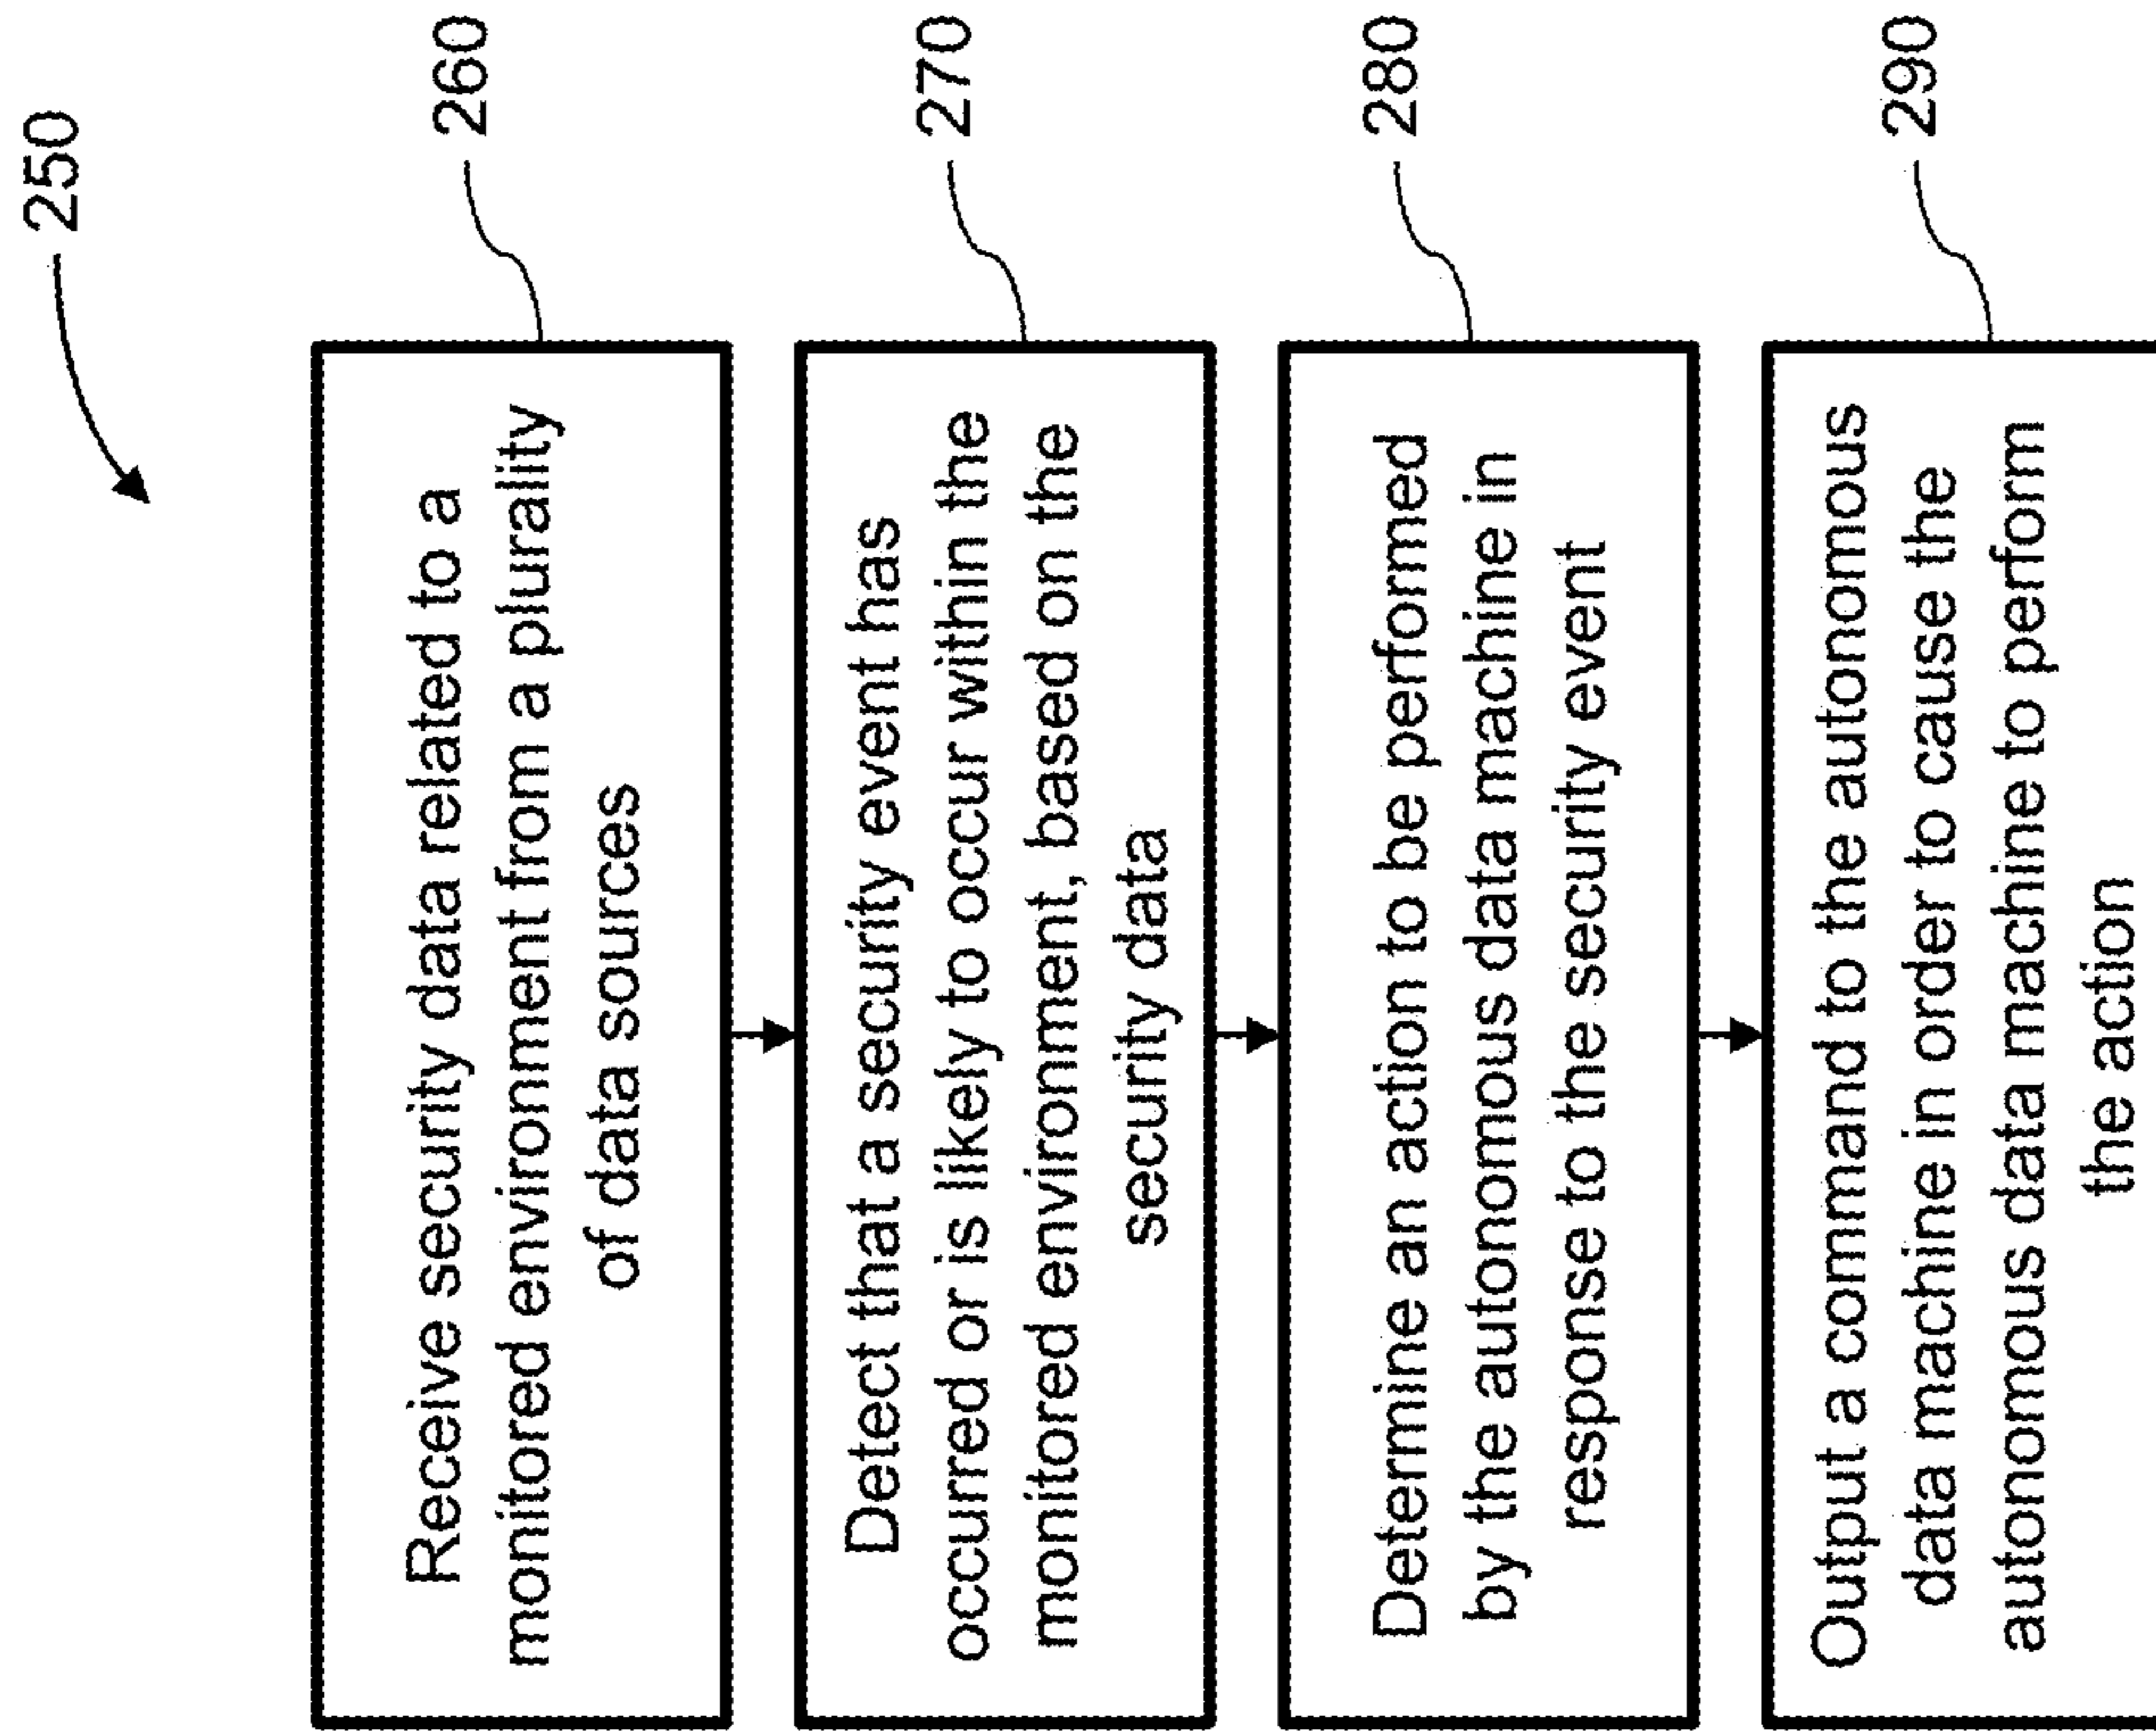 250
Receive security data related to a
monitored environment from a plurality
of data sources
260
Detect that a security event has
occurred or is likely to occur within the
monitored environment, based on the
security data
270
Determine an action to be performed
by the autonomous data machine in
response to the security event
280
Output a command to the autonomous
data machine in order to cause the
autonomous data machine to perform
the action
290